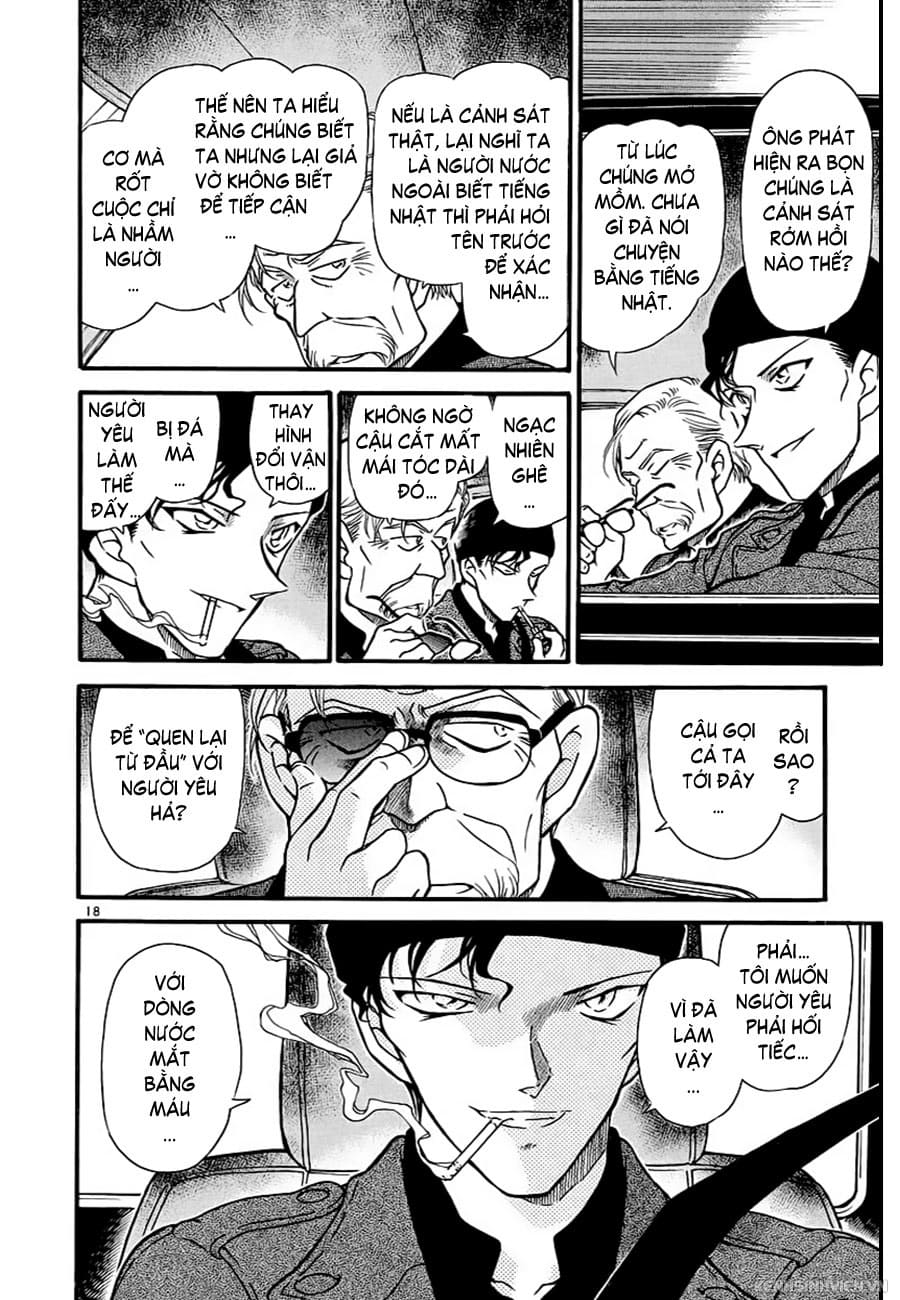 ÔNG PHÁT
HIỆN RA BỌN
CHÚNG LÀ
CẢNH SÁT
RỞM HỒI
NÀO THẾ?
TỪ LÚC
CHÚNG MỞ
MỒM. CHƯA
GÌ ĐÃ NÓI
CHUYỆN
BẰNG TIẾNG
NHẬT.
NẾU LÀ CẢNH SÁT
THẬT, LẠI NGHĨ TA
LÀ NGƯỜI NƯỚC
NGOÀI BIẾT TIẾNG
NHẬT THÌ PHẢI HỎI
TÊN TRƯỚC
ĐỂ XÁC
NHẬN...
THẾ NÊN TA HIỂU
RẰNG CHÚNG BIẾT
TA NHƯNG LẠI GIẢ
VỜ KHÔNG BIẾT
ĐỂ TIẾP CẬN
...
CƠ MÀ
RỐT
CUỘC CHỈ
LÀ NHẦM
NGƯỜI
...
NGẠC
NHIÊN
GHÊ
...
KHÔNG NGỜ
CẬU CẮT MẤT
MÁI TÓC DÀI
ĐÓ...
THAY
HÌNH
ĐỔI VẬN
THÔI...
BỊ ĐÁ
MÀ
...
NGƯỜI
YÊU
LÀM
THẾ
ĐẤY...
RỒI
SAO
?
CẬU GỌI
CẢ TA
TỚI ĐÂY
...
ĐỂ “QUEN LẠI
TỪ ĐẦU” VỚI
NGƯỜI YÊU
HẢ?
18
PHẢI...
TÔI MUỐN
NGƯỜI YÊU
PHẢI HỐI
TIẾC...
VÌ ĐÃ
LÀM
VẬY
...
VỚI
DÒNG
NƯỚC
MẮT
BẰNG
MÁU
...
KENHSINHVIEN.VN